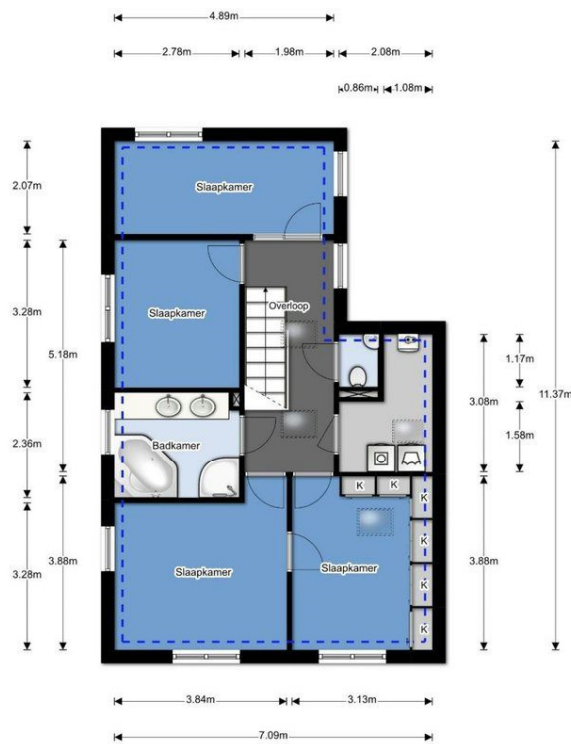 4.89m
2.78m
1.98m
2.08m
0.86m
1.08m
2.07m
Slaapkamer
3.28m
Slaapkamer
Overloop
5.18m
1.17m
3.08m
11.37m
2.36m
Badkamer
1.58m
K
K
K
3.28m
3.88m
Slaapkamer
Slaapkamer
K
3.88m
K
K
3.84m
3.13m
7.09m